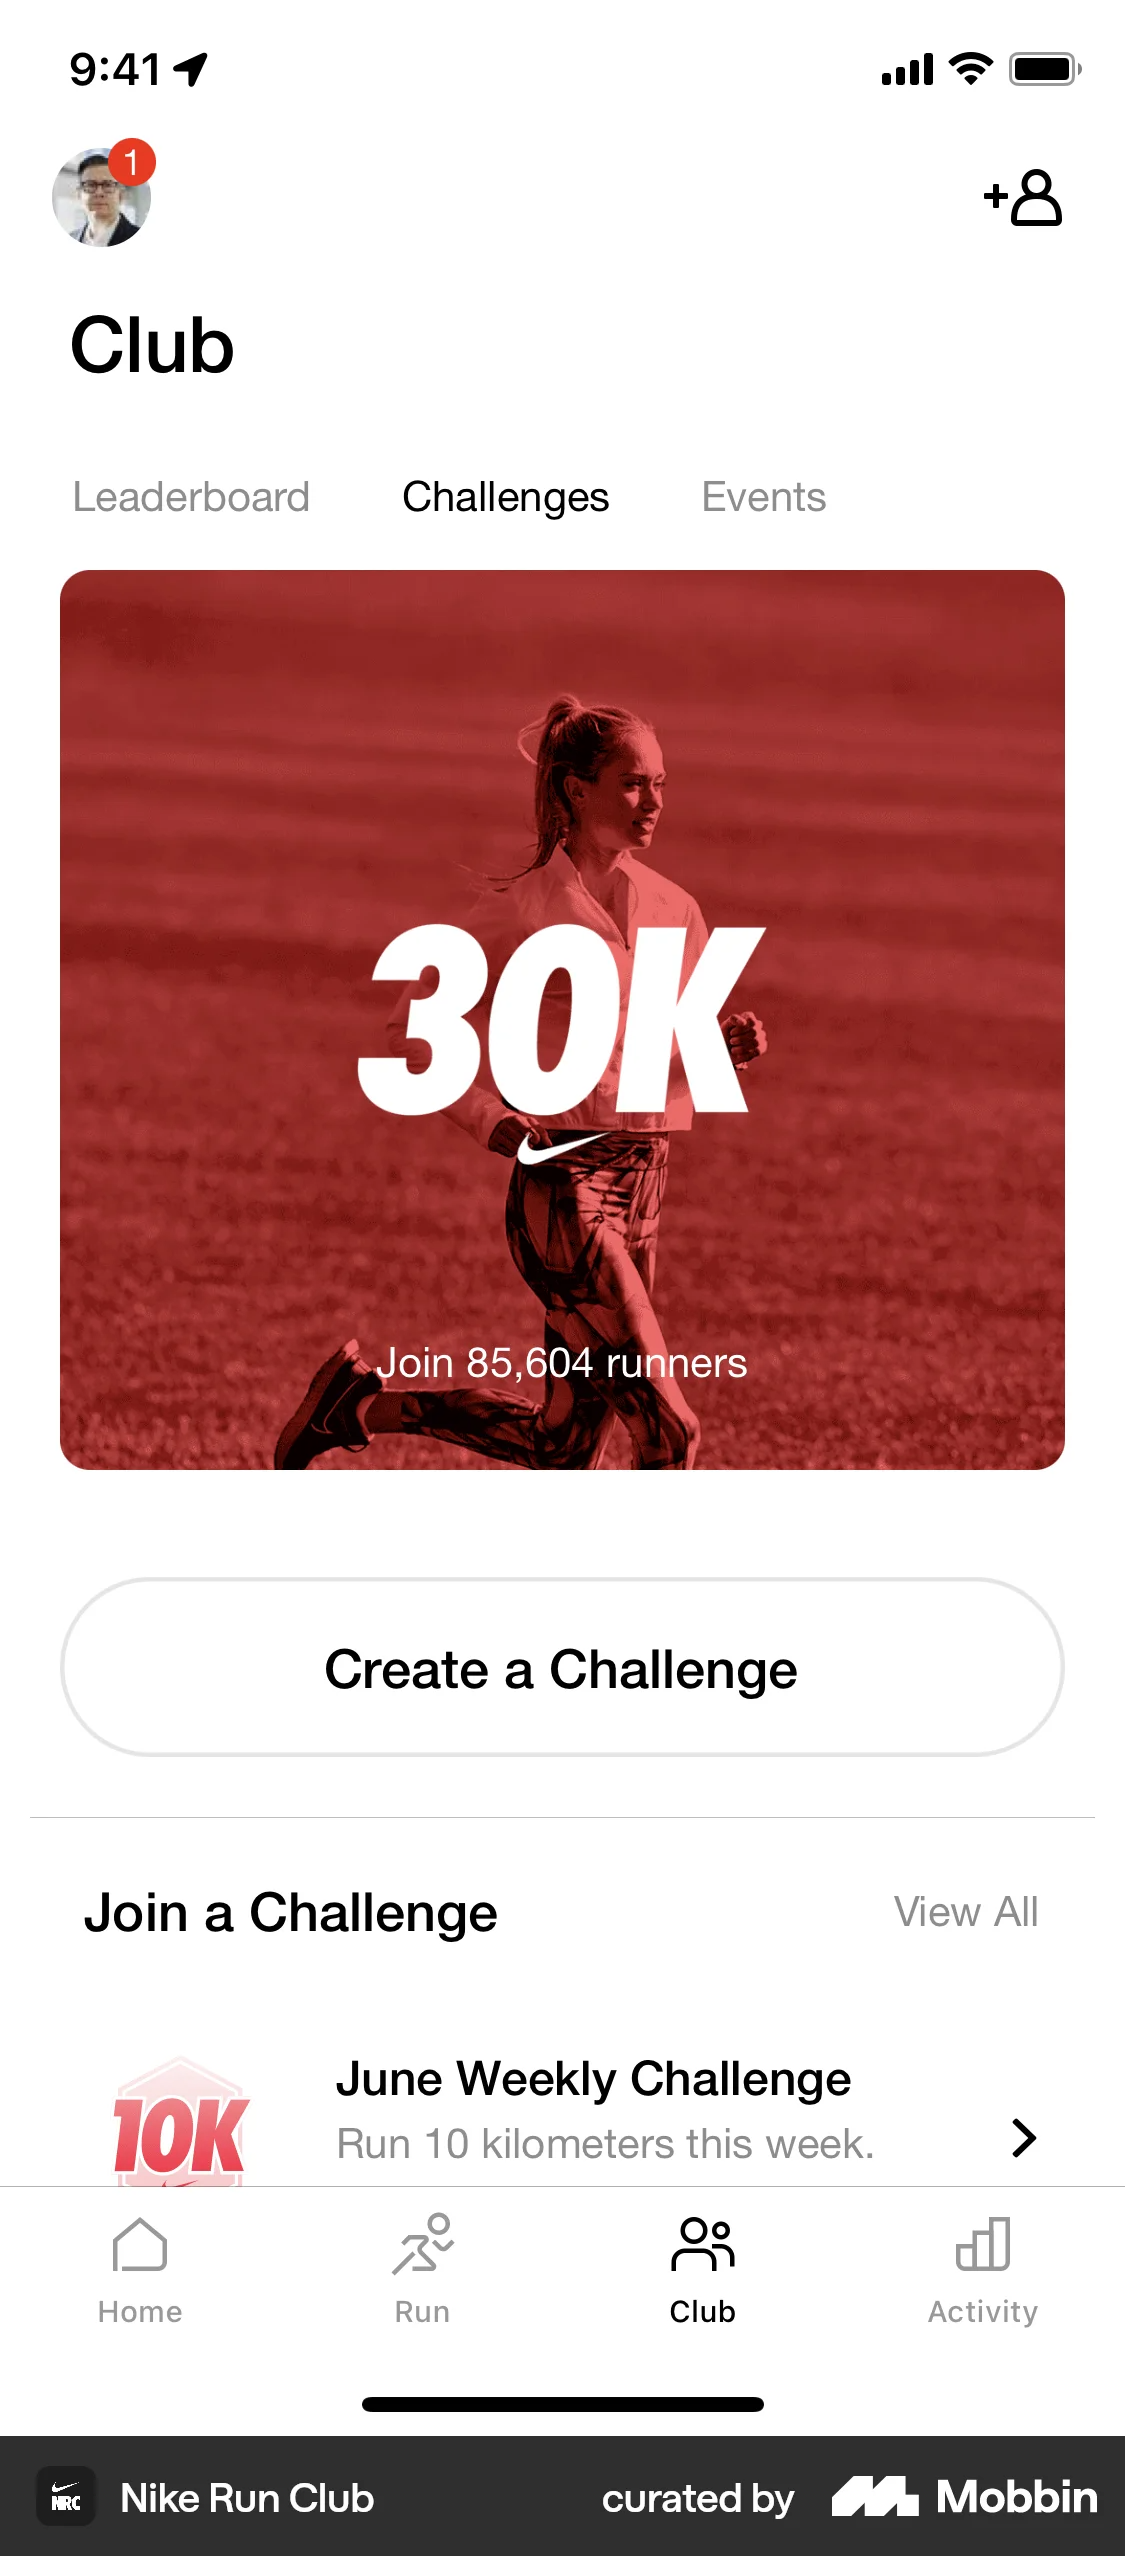 9:41
1
Club
Leaderboard Challenges Events
30K
Join 85,604 runners
Create a Challenge
Join a Challenge View All
10K
June Weekly Challenge
Run 10 kilometers this week.
Home Run Club Activity
NRC Nike Run Club curated by Mobbin